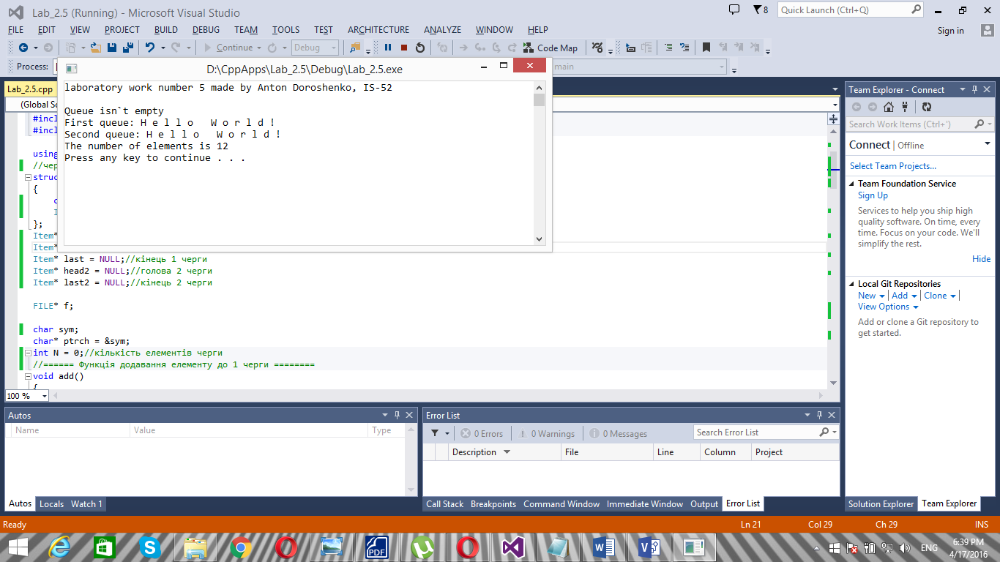 Lab_2.5 (Running) - Microsoft Visual Studio
8
Quick Launch (Ctrl+Q)
FILE EDIT VIEW PROJECT BUILD DEBUG TEAM TOOLS TEST ARCHITECTURE ANALYZE WINDOW HELP
Sign in
Continue Debug Code Map
Process: main
D:\CppApps\Lab_2.5\Debug\Lab_2.5.exe
laboratory work number 5 made by Anton Doroshenko, IS-52
Queue isn`t empty
First queue: H e l l o   W o r l d !
Second queue: H e l l o   W o r l d !
The number of elements is 12
Press any key to continue . . .
Lab_2.5.cpp
(Global Sc
#incl
#incl
using
//чер
struc
{
};
Item*
Item*
Item* last = NULL;//кінець 1 черги
Item* head2 = NULL;//голова 2 черги
Item* last2 = NULL;//кінець 2 черги
FILE* f;
char sym;
char* ptrch = &sym;
int N = 0;//кількість елементів черги
//====== Функція додавання елементу до 1 черги ========
void add()
{
100 %
Team Explorer - Connect
Search Work Items (Ctrl+')
Connect | Offline
Select Team Projects...
Team Foundation Service
Sign Up
Services to help you ship high
quality software. On time, every
time. Focus on your code. We'll
simplify the rest.
Hide
Local Git Repositories
New | Add | Clone |
View Options
Add or clone a Git repository to
get started.
Solution Explorer Team Explorer
Autos
Name Value Type
Autos Locals Watch 1
Error List
0 Errors 0 Warnings 0 Messages
Search Error List
Description File Line Column Project
Call Stack Breakpoints Command Window Immediate Window Output Error List
Ready Ln 21 Col 29 Ch 29 INS
PDF
ENG
6:39 PM
4/17/2016